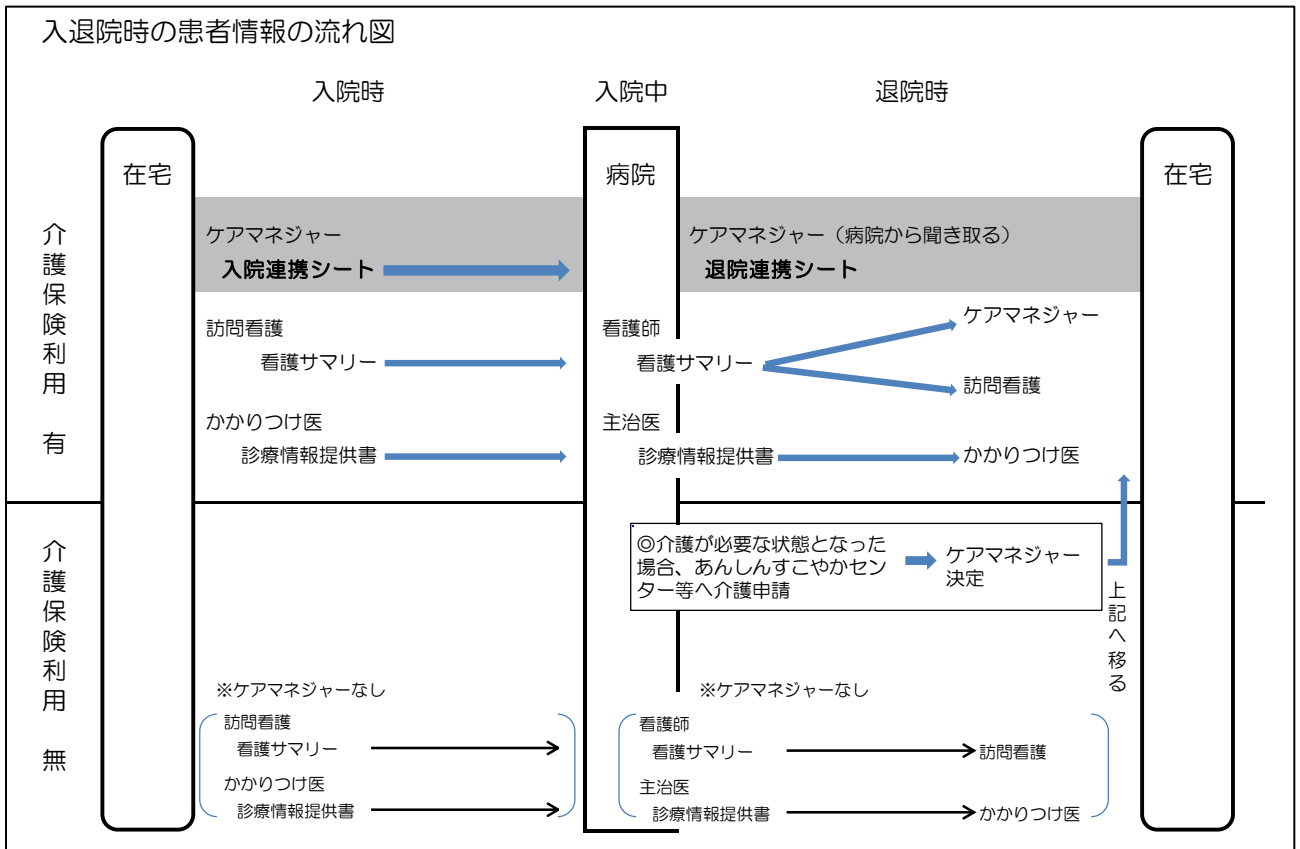 入退院時の患者情報の流れ図
入院時
入院中
退院時
在宅
病院
在宅
介護保険利用 有
ケアマネジャー
入院連携シート
ケアマネジャー（病院から聞き取る）
退院連携シート
訪問看護
看護サマリー
看護師
看護サマリー
ケアマネジャー
訪問看護
かかりつけ医
診療情報提供書
主治医
診療情報提供書
かかりつけ医
介護保険利用 無
◎介護が必要な状態となった
場合、あんしんすこやかセン
ター等へ介護申請
ケアマネジャー
決定
上記へ移る
※ケアマネジャーなし
訪問看護
看護サマリー
かかりつけ医
診療情報提供書
※ケアマネジャーなし
看護師
看護サマリー
訪問看護
主治医
診療情報提供書
かかりつけ医